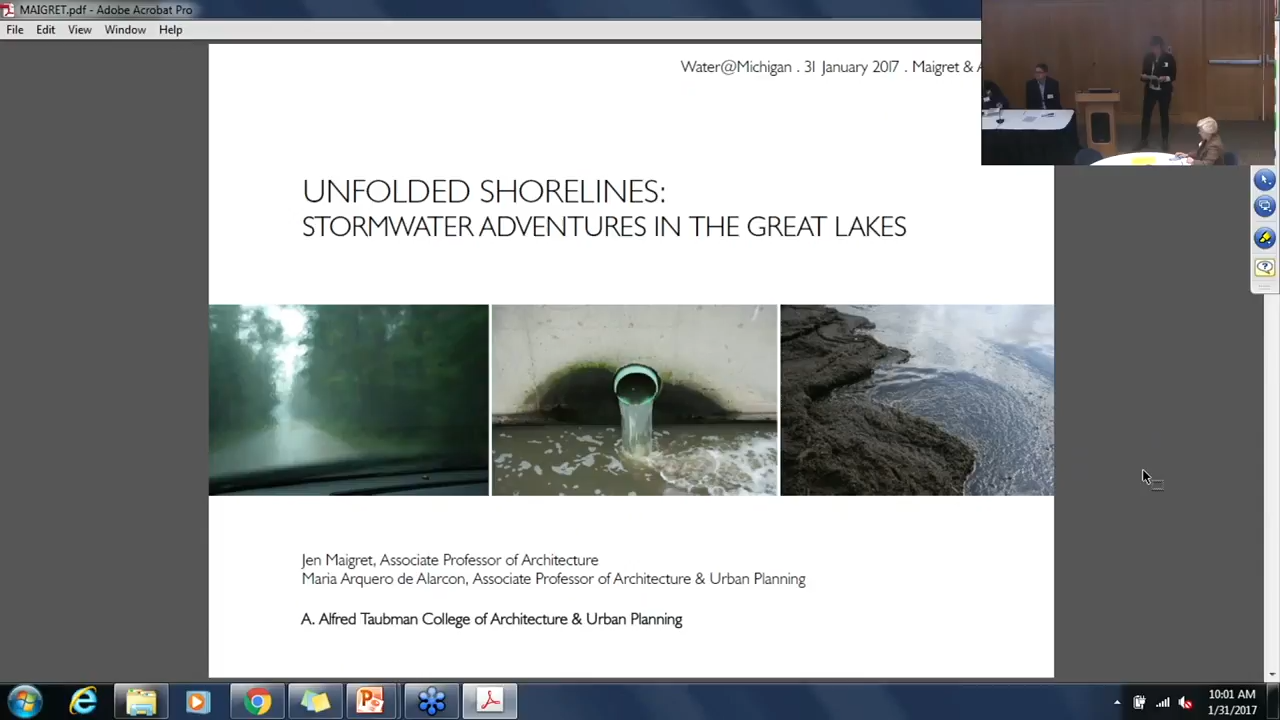 MAIGRET.pdf - Adobe Acrobat Pro
File Edit View Window Help
Water@Michigan . 31 January 2017 . Maigret &
UNFOLDED SHORELINES:
STORMWATER ADVENTURES IN THE GREAT LAKES
Jen Maigret, Associate Professor of Architecture
Maria Arquero de Alarcon, Associate Professor of Architecture & Urban Planning
A. Alfred Taubman College of Architecture & Urban Planning
10:01 AM
1/31/2017